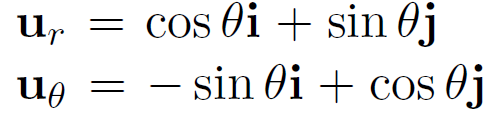 u_r = cos θi + sin θj
u_θ = − sin θi + cos θj